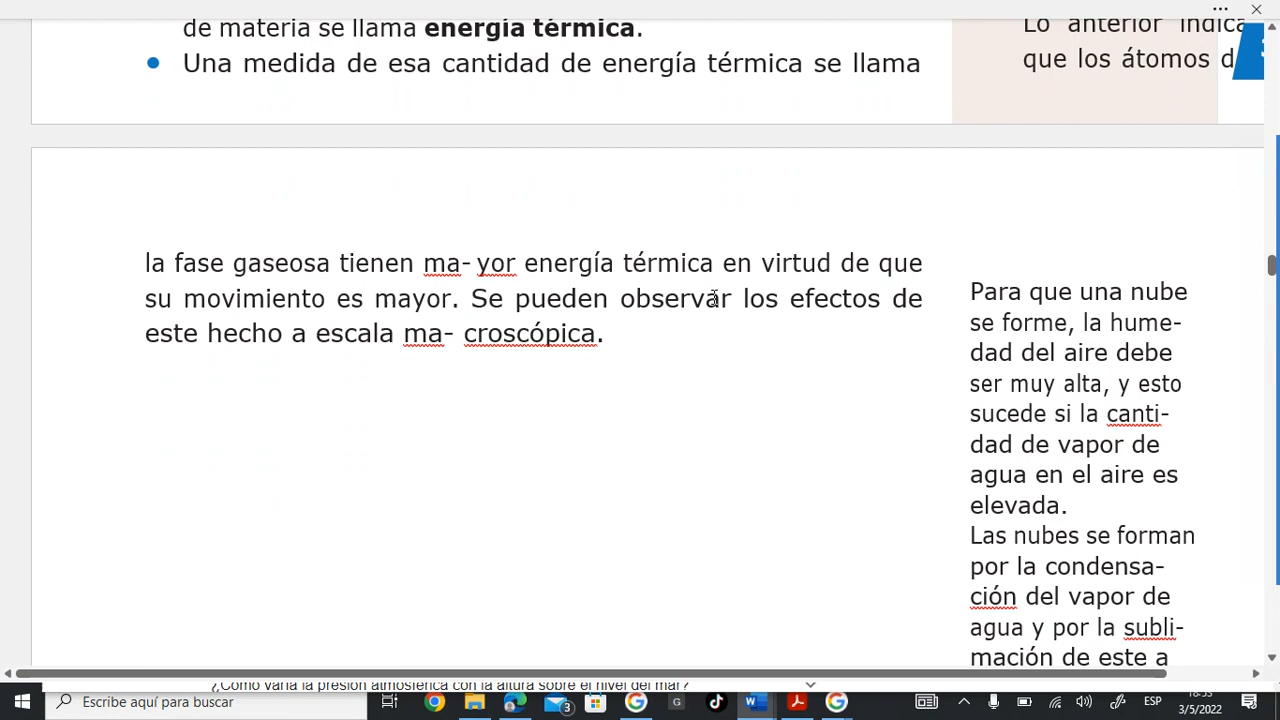 de materia se llama energía térmica.
Una medida de esa cantidad de energía térmica se llama
Lo anterior indica
que los átomos d
la fase gaseosa tienen ma- yor energía térmica en virtud de que
su movimiento es mayor. Se pueden observar los efectos de
este hecho a escala ma- croscópica.
Para que una nube
se forme, la hume-
dad del aire debe
ser muy alta, y esto
sucede si la canti-
dad de vapor de
agua en el aire es
elevada.
Las nubes se forman
por la condensa-
ción del vapor de
agua y por la subli-
mación de este a
¿Cómo varía la presión atmosférica con la altura sobre el nivel del mar?
Escribe aquí para buscar
3
G
W
ESP
18:53
3/5/2022